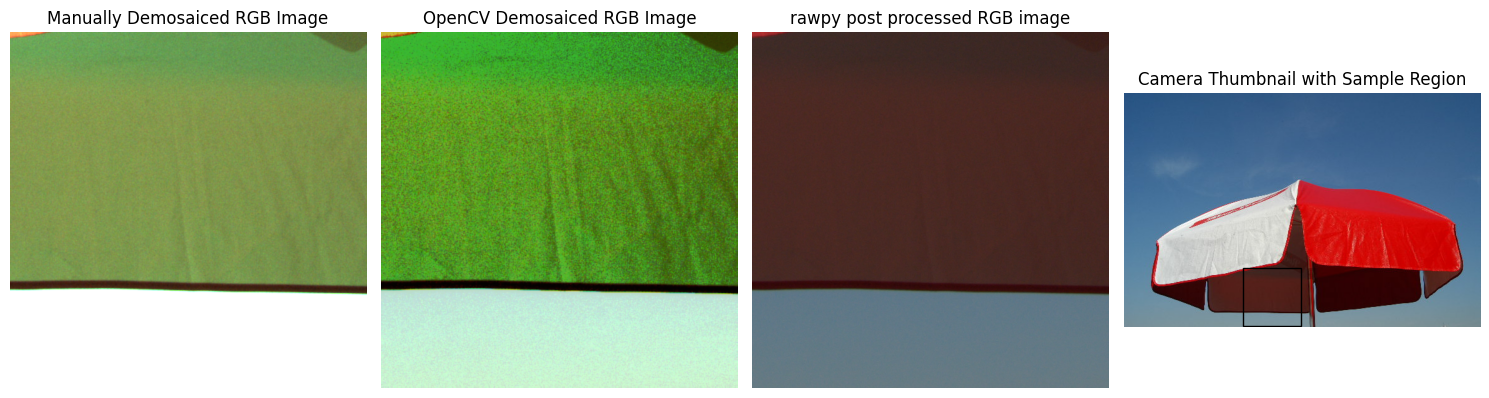 Manually Demosaiced RGB Image
OpenCV Demosaiced RGB Image
rawpy post processed RGB image
Camera Thumbnail with Sample Region